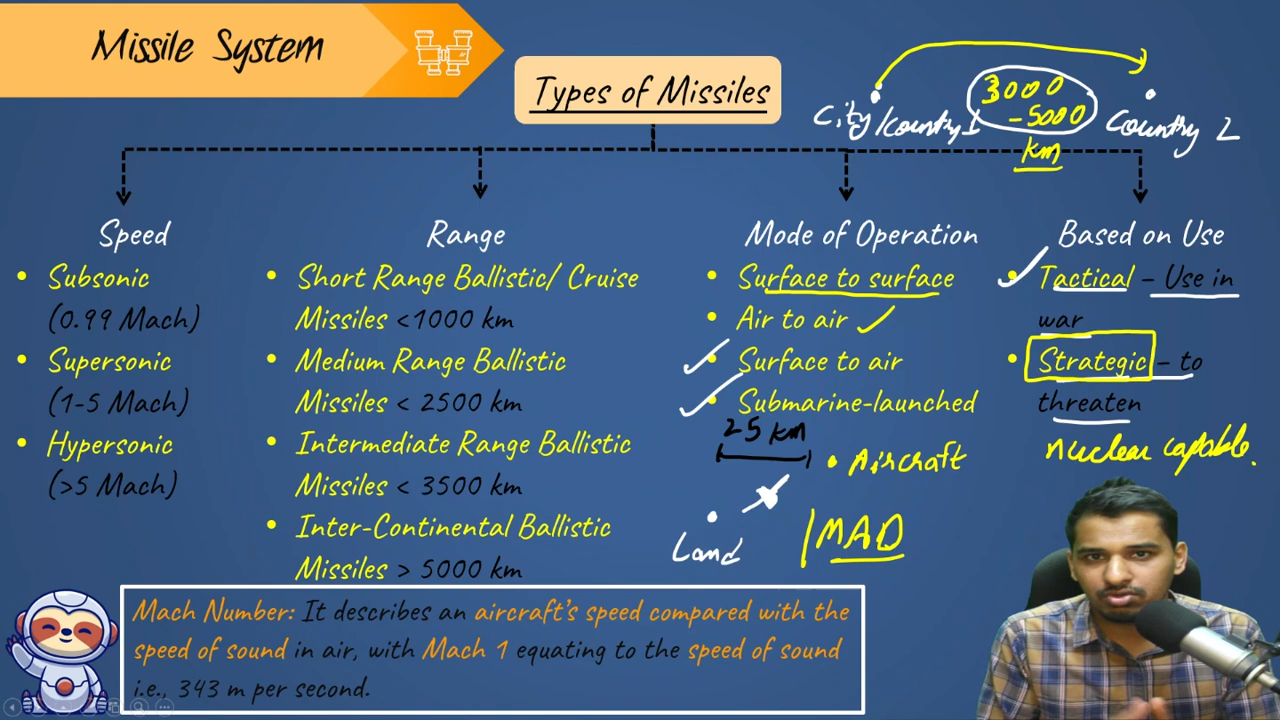 Missile System
Types of Missiles
City/Country 1
3000
- 5000
km
Country 2
Speed
• Subsonic
(0.99 Mach)
• Supersonic
(1-5 Mach)
• Hypersonic
(>5 Mach)
Range
• Short Range Ballistic/ Cruise
Missiles <1000 km
• Medium Range Ballistic
Missiles < 2500 km
• Intermediate Range Ballistic
Missiles < 3500 km
• Inter-Continental Ballistic
Missiles > 5000 km
Mode of Operation
• Surface to surface
• Air to air
• Surface to air
• Submarine-launched
25 km
• Aircraft
Land
MAD
Based on Use
• Tactical – Use in
war
• Strategic – to
threaten
nuclear capable.
Mach Number: It describes an aircraft's speed compared with the
speed of sound in air, with Mach 1 equating to the speed of sound
i.e., 343 m per second.